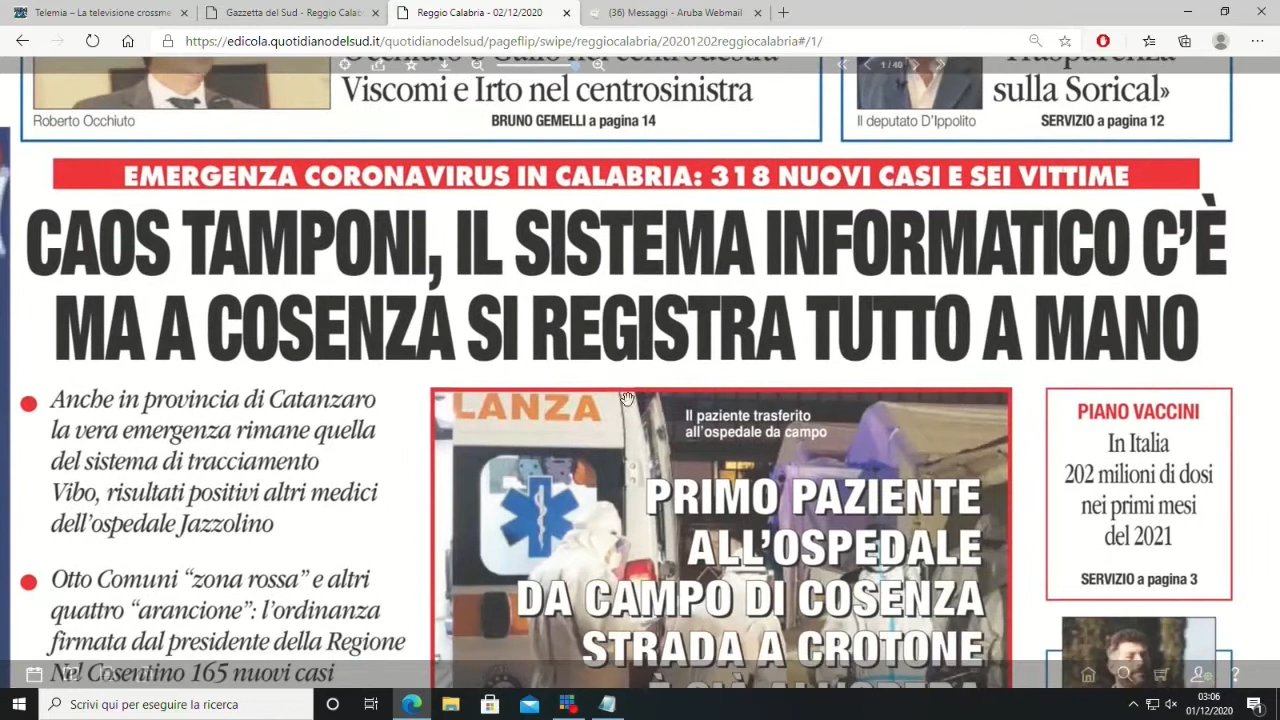 Telemia – La televisione crossme
Gazzetta del Sud - Reggio Calab
Reggio Calabria - 02/12/2020
(36) Messaggi - Aruba Webmail
https://edicola.quotidianodelsud.it/quotidianodelsud/pageflip/swipe/reggiocalabria/20201202reggiocalabria#/1/
1 / 40
Viscomi e Irto nel centrosinistra
Roberto Occhiuto
BRUNO GEMELLI a pagina 14
Trasparenza
sulla Sorical»
Il deputato D'Ippolito
SERVIZIO a pagina 12
EMERGENZA CORONAVIRUS IN CALABRIA: 318 NUOVI CASI E SEI VITTIME
CAOS TAMPONI, IL SISTEMA INFORMATICO C'È
MA A COSENZA SI REGISTRA TUTTO A MANO
Anche in provincia di Catanzaro
la vera emergenza rimane quella
del sistema di tracciamento
Vibo, risultati positivi altri medici
dell'ospedale Jazzolino
Otto Comuni "zona rossa" e altri
quattro "arancione": l'ordinanza
firmata dal presidente della Regione
Nel Cosentino 165 nuovi casi
LANZA
Il paziente trasferito
all'ospedale da campo
PRIMO PAZIENTE
ALL'OSPEDALE
DA CAMPO DI COSENZA
STRADA A CROTONE
PIANO VACCINI
In Italia
202 milioni di dosi
nei primi mesi
del 2021
SERVIZIO a pagina 3
Scrivi qui per eseguire la ricerca
03:06
01/12/2020
1